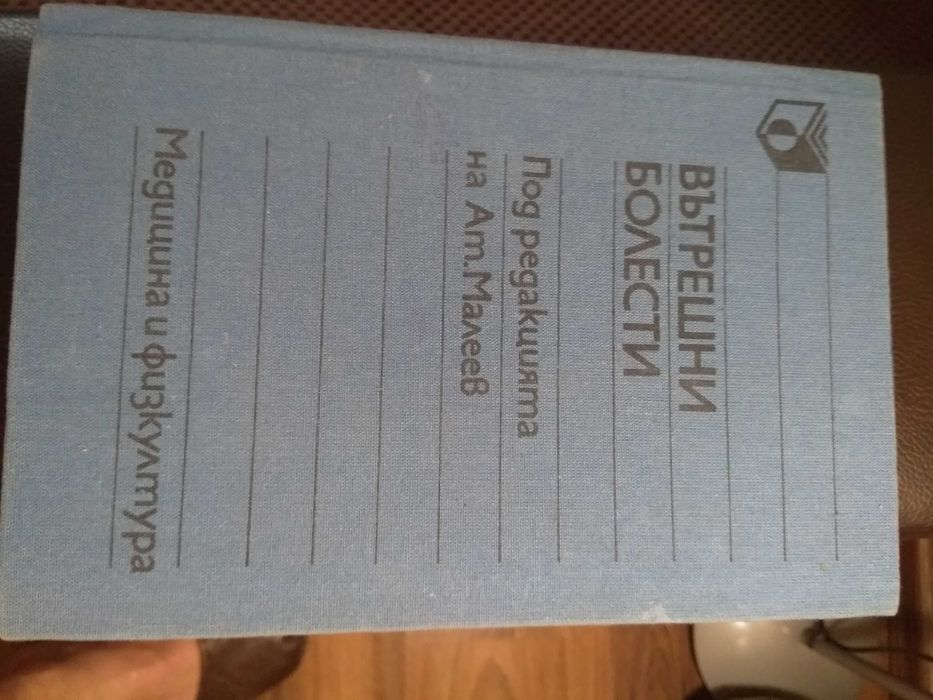 ВЪТРЕШНИ
БОЛЕСТИ
Под редакцията
на Ат. Малеев
Медицина и физкултура